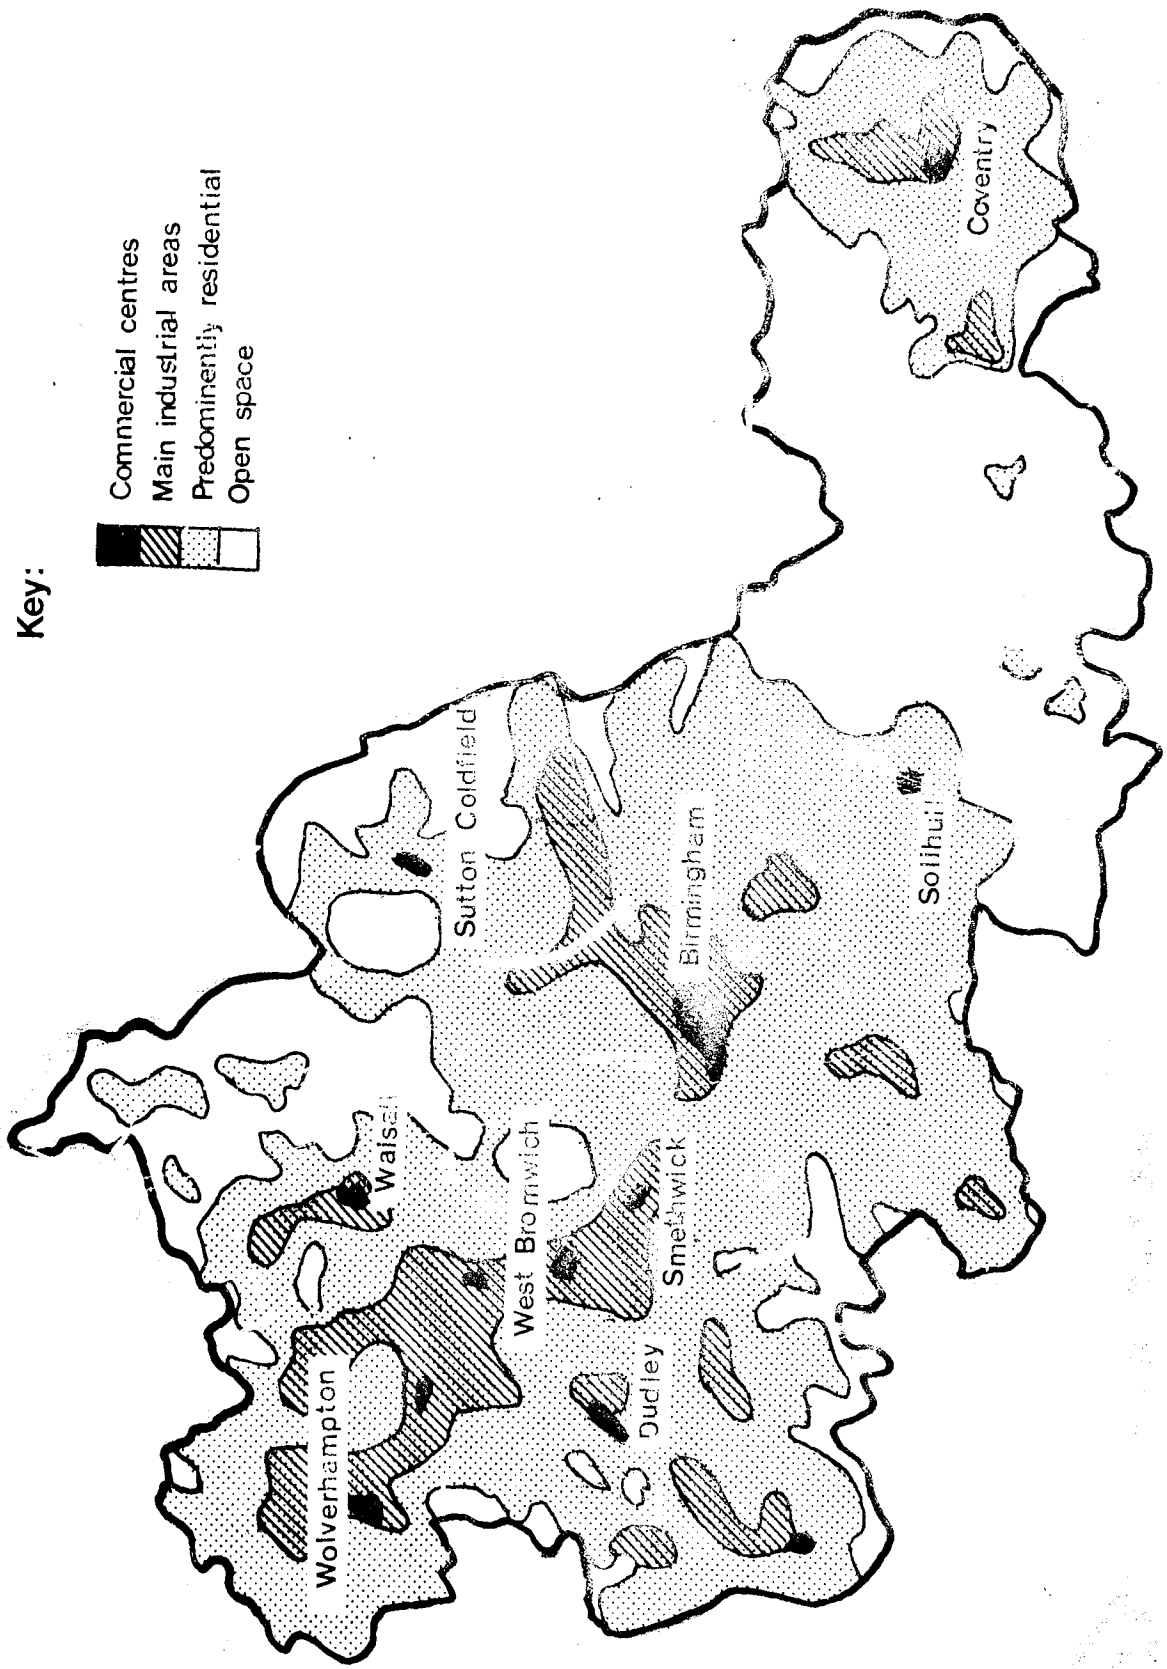 Key:
Commercial centres
Main industrial areas
Predominently residential
Open space
Wolverhampton
Walsall
Sutton Coldfield
West Bromwich
Dudley
Smethwick
Birmingham
Solihull
Coventry